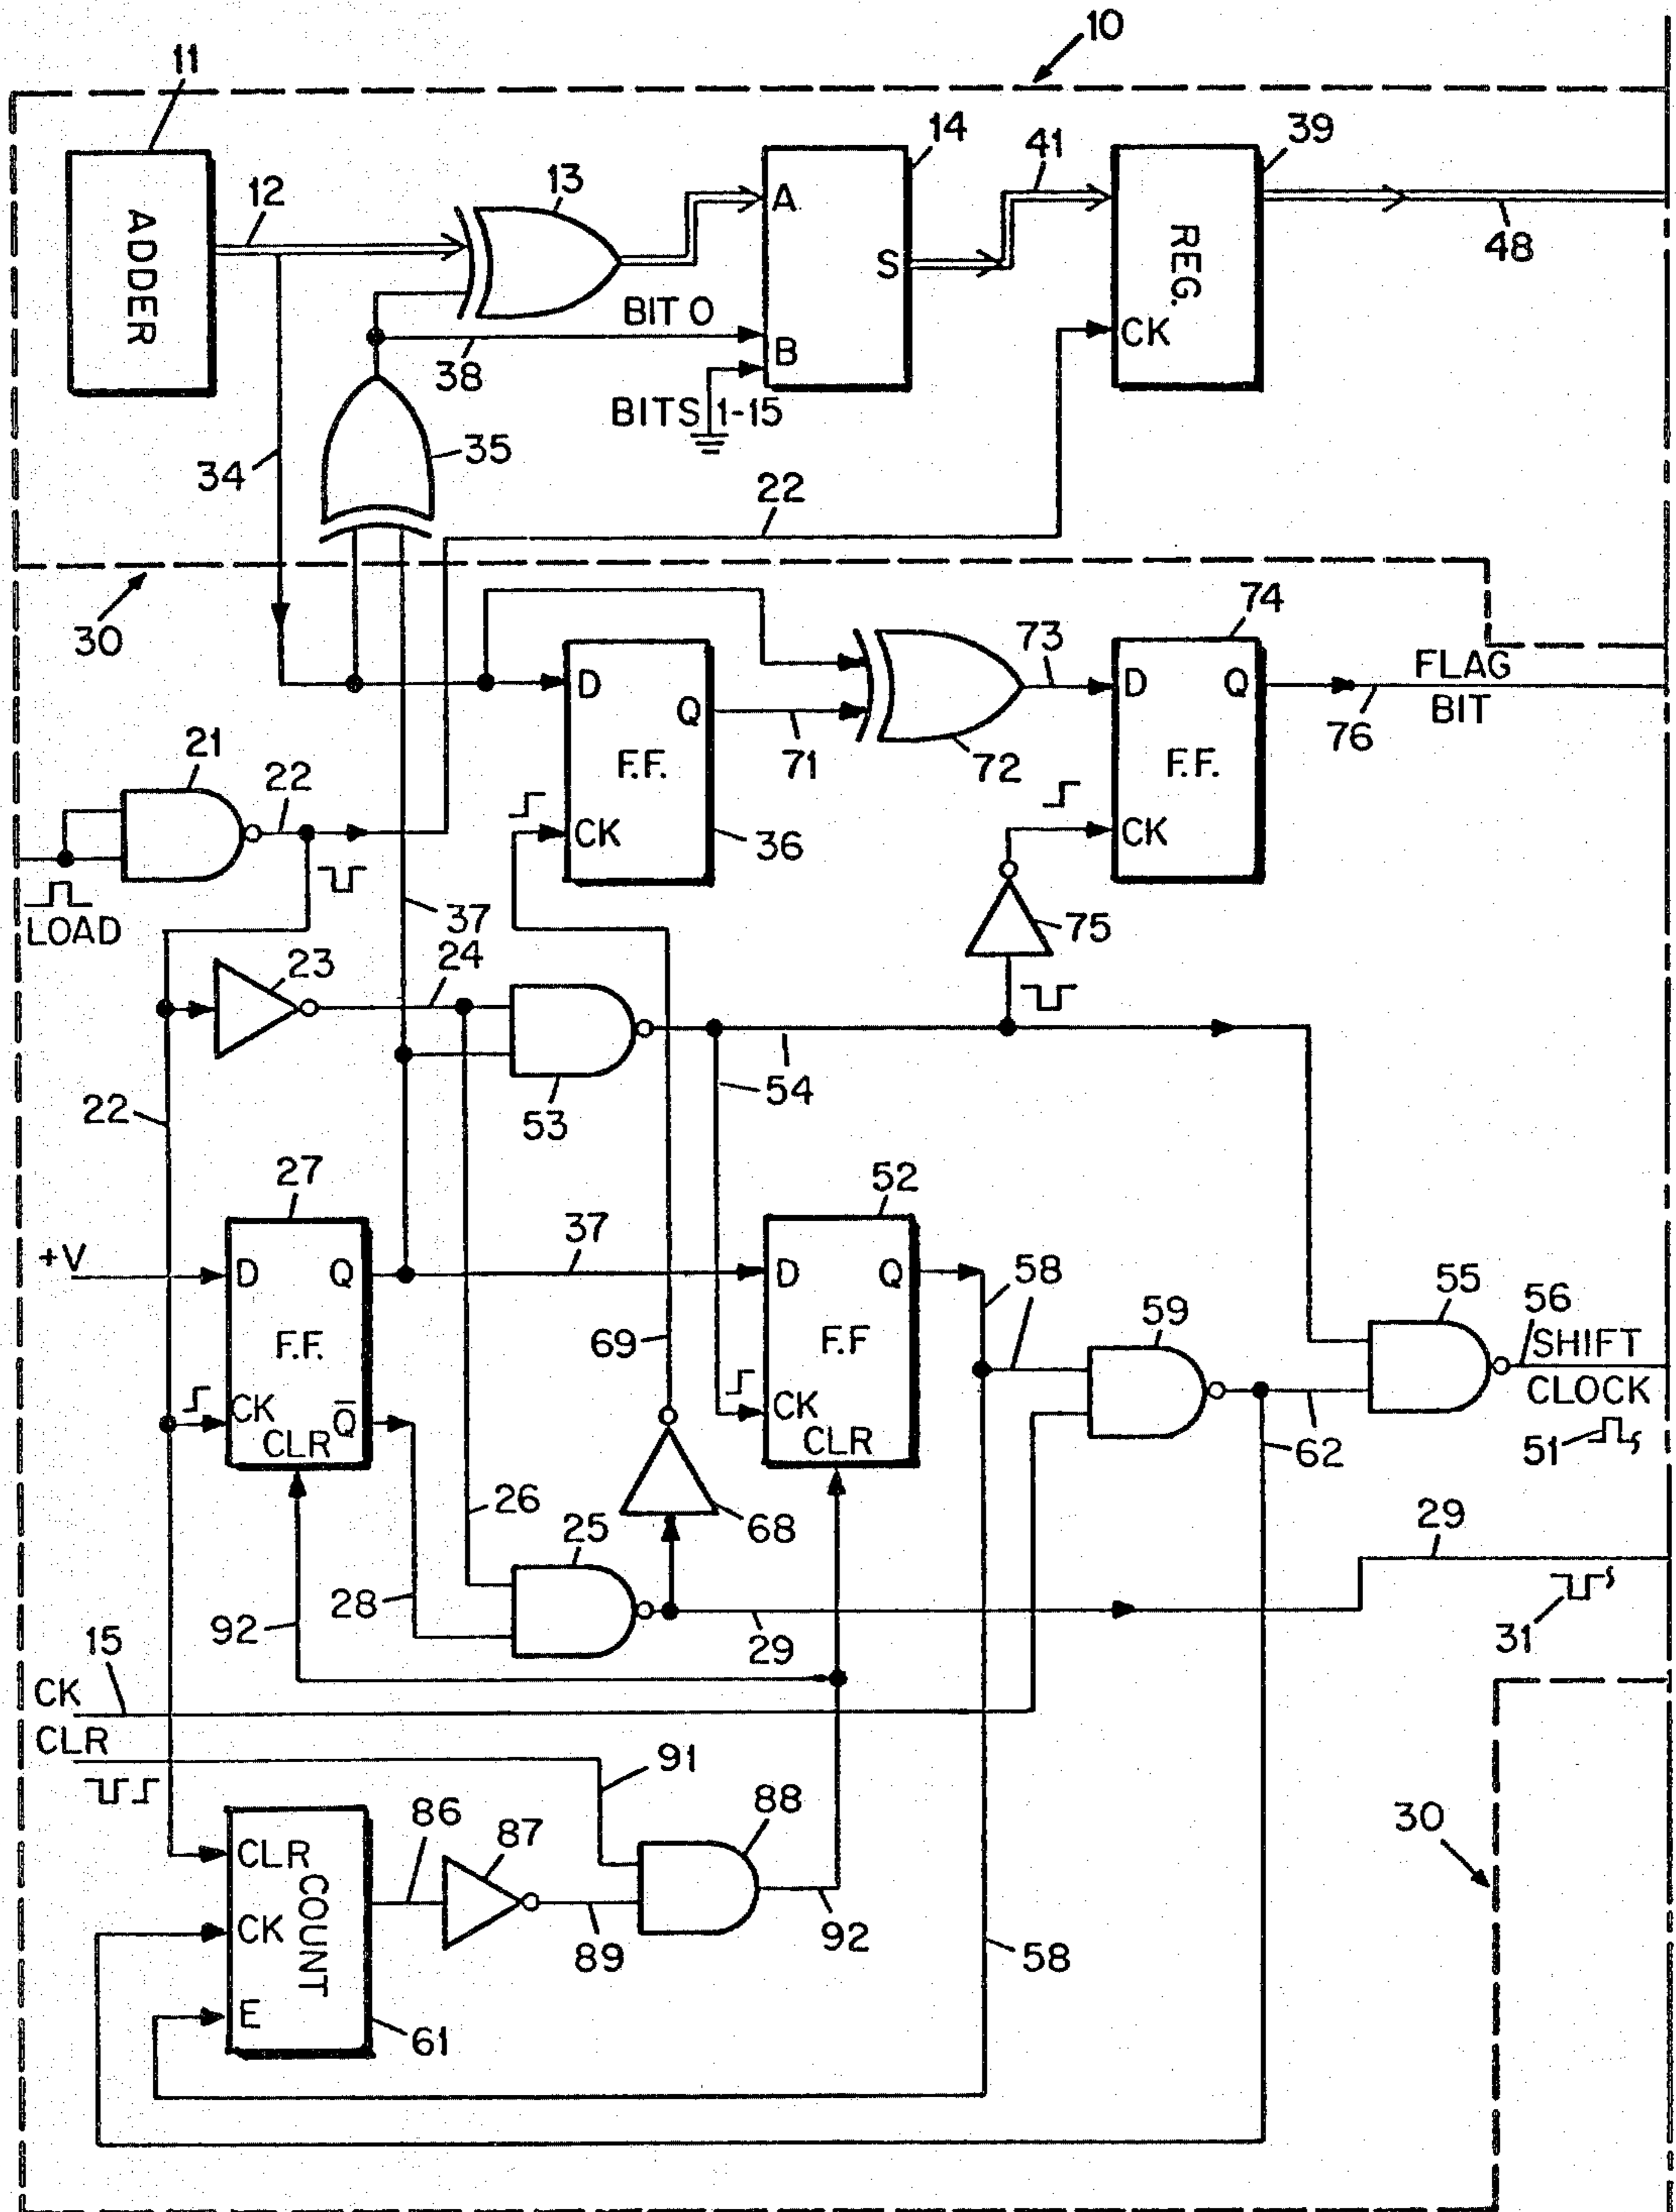 10
11
ADDER
12
13
14
A
S
B
41
39
REG.
CK
48
BIT 0
38
BITS 1-15
34
35
22
30
74
73
FLAG
BIT
76
D
Q
F.F.
CK
36
71
72
D
Q
F.F.
CK
21
22
LOAD
37
75
23
24
53
54
22
27
52
+V
D
Q
F.F.
CK
Q̄
CLR
37
69
D
Q
F.F
CK
CLR
58
59
55
56
SHIFT
CLOCK
51
62
26
25
68
28
29
29
31
92
15
CK
CLR
91
86
87
88
30
CLR
COUNT
CK
E
89
92
58
61